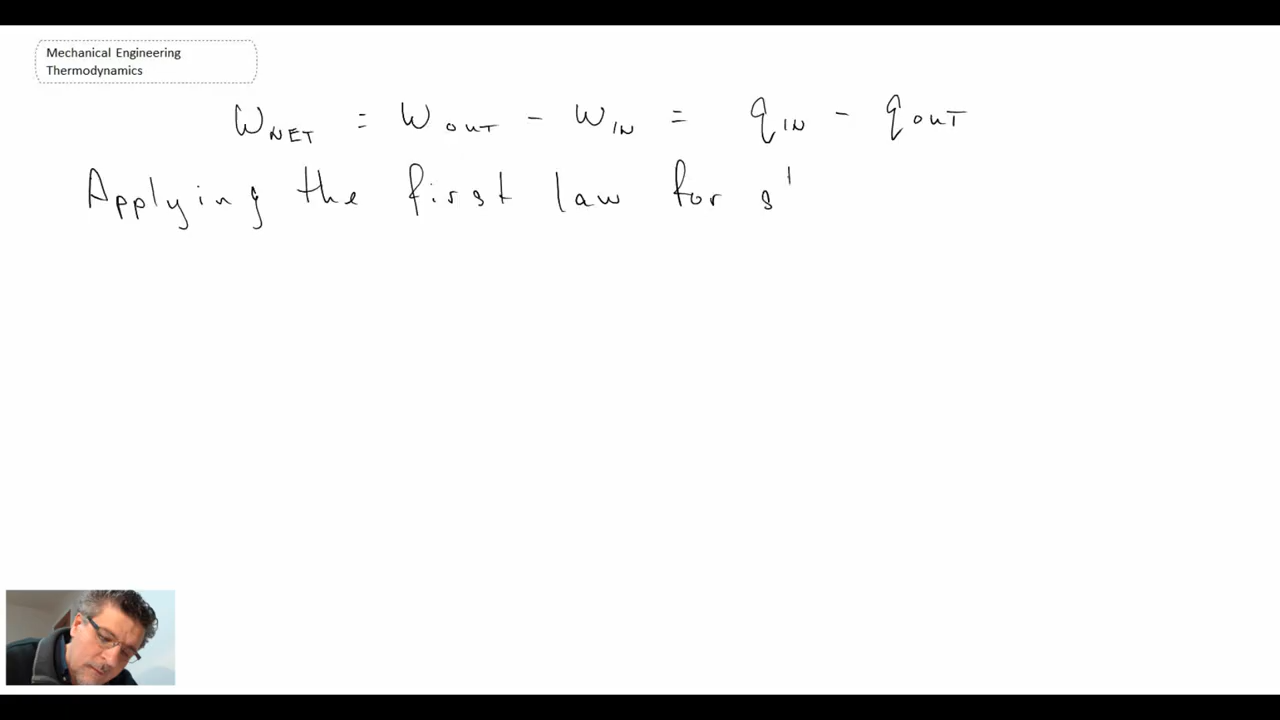 Mechanical Engineering
Thermodynamics
W_NET = W_OUT - W_IN = q_IN - q_OUT
Applying the first law for s